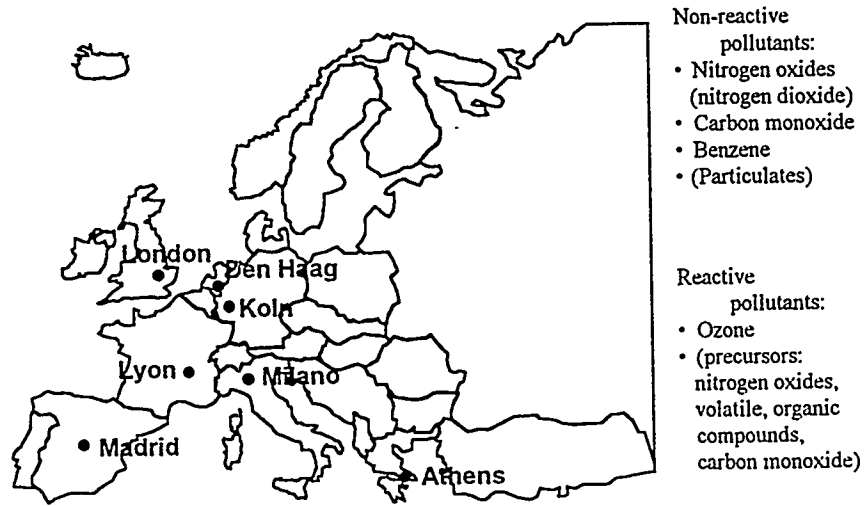 Non-reactive
pollutants:
• Nitrogen oxides
(nitrogen dioxide)
• Carbon monoxide
• Benzene
• (Particulates)
Reactive
pollutants:
• Ozone
• (precursors:
nitrogen oxides,
volatile, organic
compounds,
carbon monoxide)
London
Den Haag
Koln
Lyon
Milano
Madrid
Athens